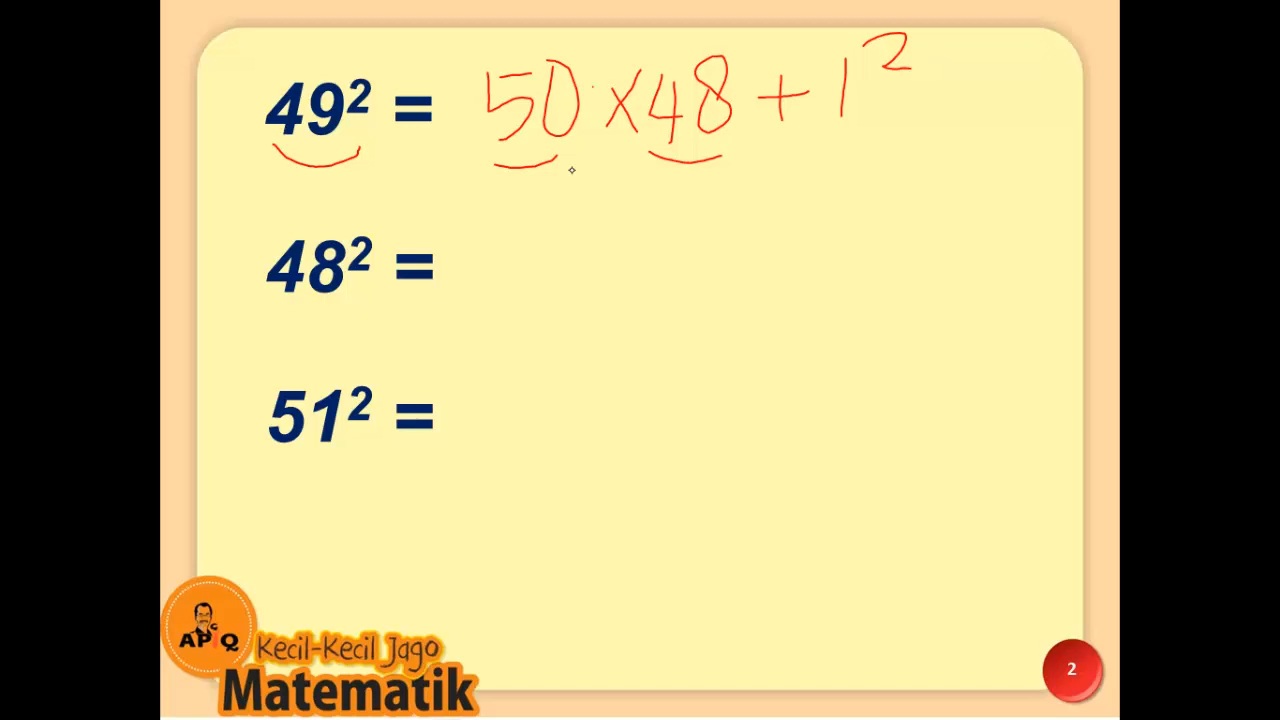 49² = 50 × 48 + 1²
48² =
51² =
APIQ
Kecil-Kecil Jago
Matematik
2